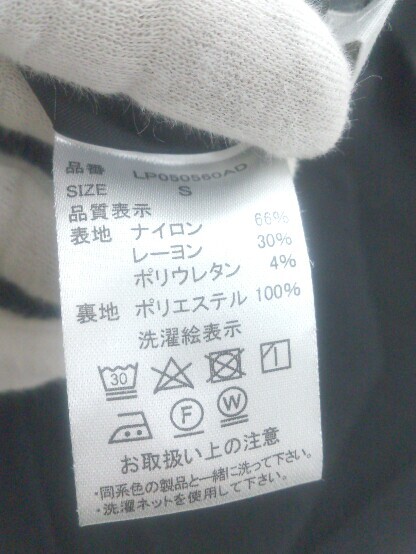 品番 LP050560AD
SIZE S
品質表示
表地 ナイロン 66%
レーヨン 30%
ポリウレタン 4%
裏地 ポリエステル 100%
洗濯絵表示
30
F W
お取扱い上の注意
・同系色の製品と一緒に洗って下さい。
・洗濯ネットを使用して下さい。